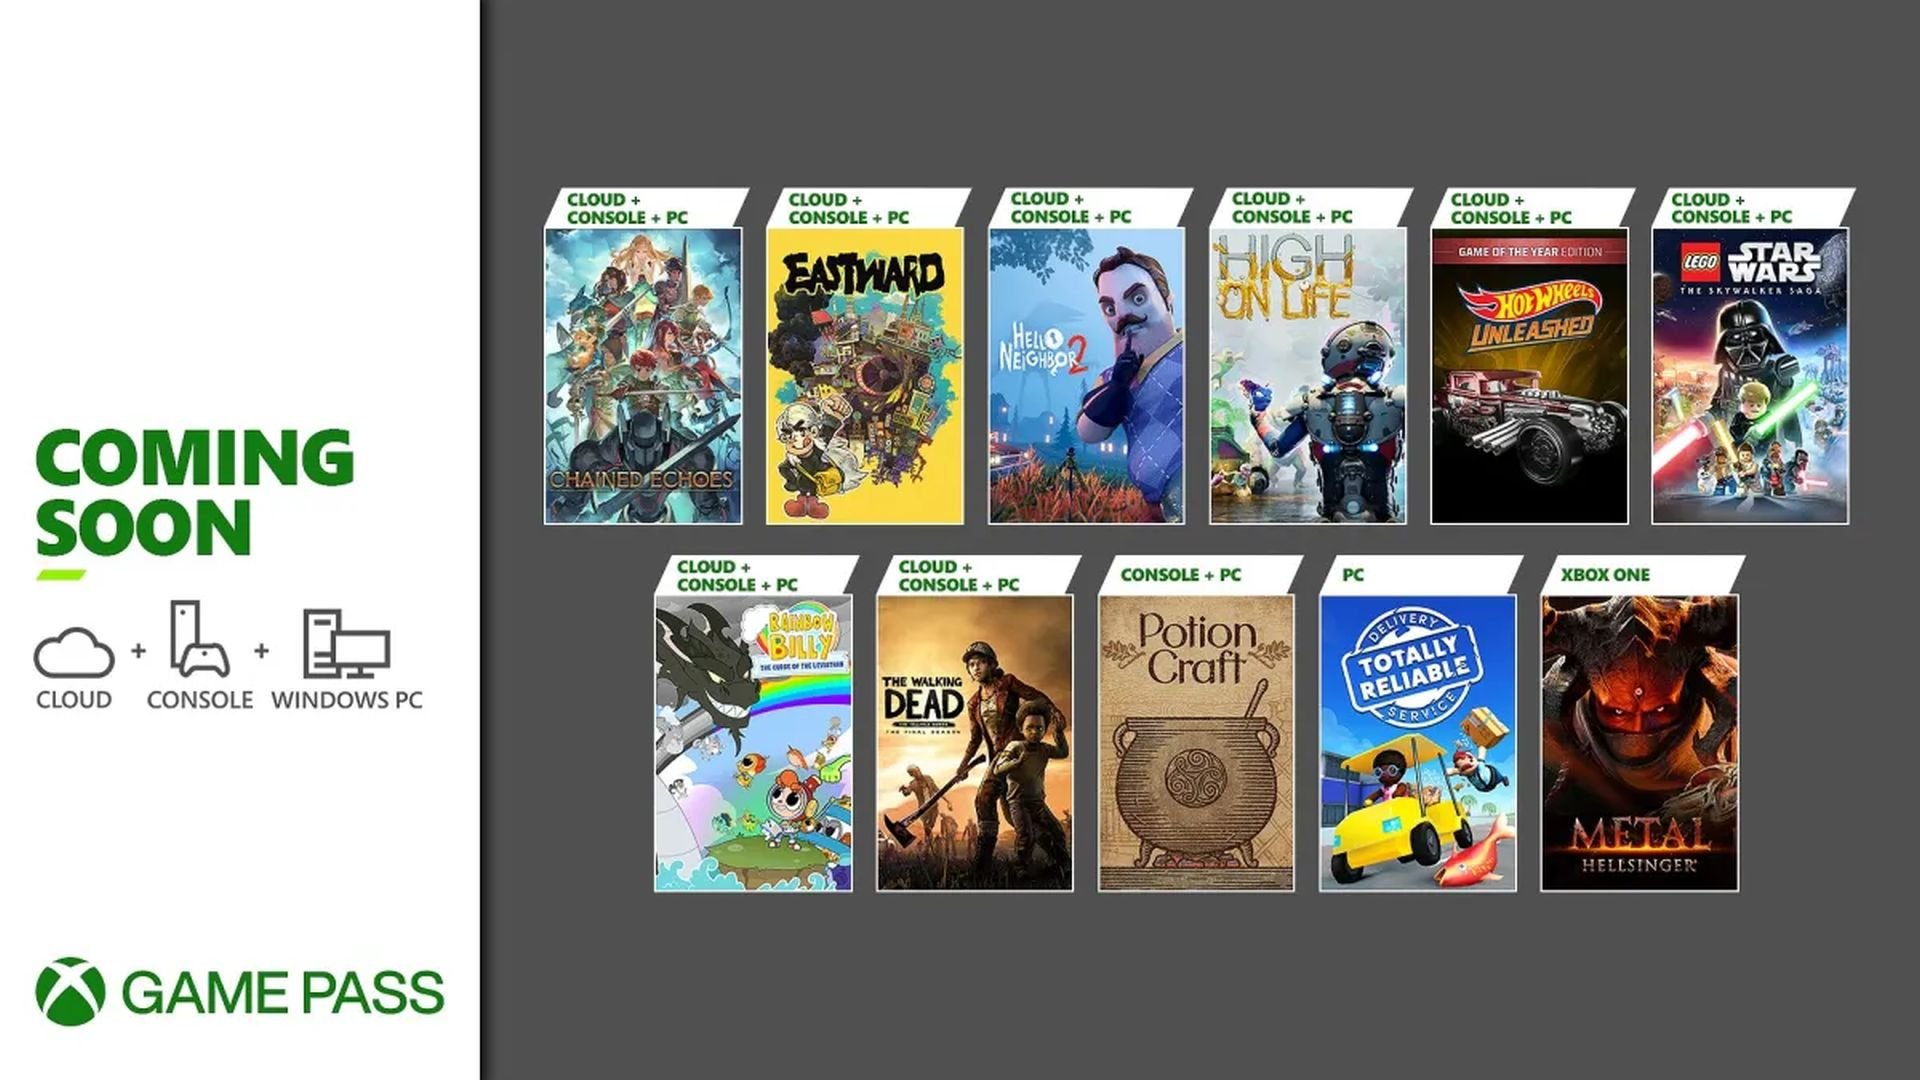 COMING
SOON
CLOUD + CONSOLE + WINDOWS PC
GAME PASS
CLOUD +
CONSOLE + PC
CHAINED ECHOES
CLOUD +
CONSOLE + PC
EASTWARD
CLOUD +
CONSOLE + PC
HELLO
NEIGHBOR 2
CLOUD +
CONSOLE + PC
HIGH
ON LIFE
CLOUD +
CONSOLE + PC
GAME OF THE YEAR EDITION
HOT WHEELS
UNLEASHED
CLOUD +
CONSOLE + PC
LEGO STAR
WARS
THE SKYWALKER SAGA
CLOUD +
CONSOLE + PC
RAINBOW
BILLY
THE CURSE OF THE LEVIATHAN
CLOUD +
CONSOLE + PC
THE WALKING
DEAD
THE TELLTALE SERIES
THE FINAL SEASON
CONSOLE + PC
Potion
Craft
PC
DELIVERY
TOTALLY
RELIABLE
SERVICE
XBOX ONE
METAL
HELLSINGER